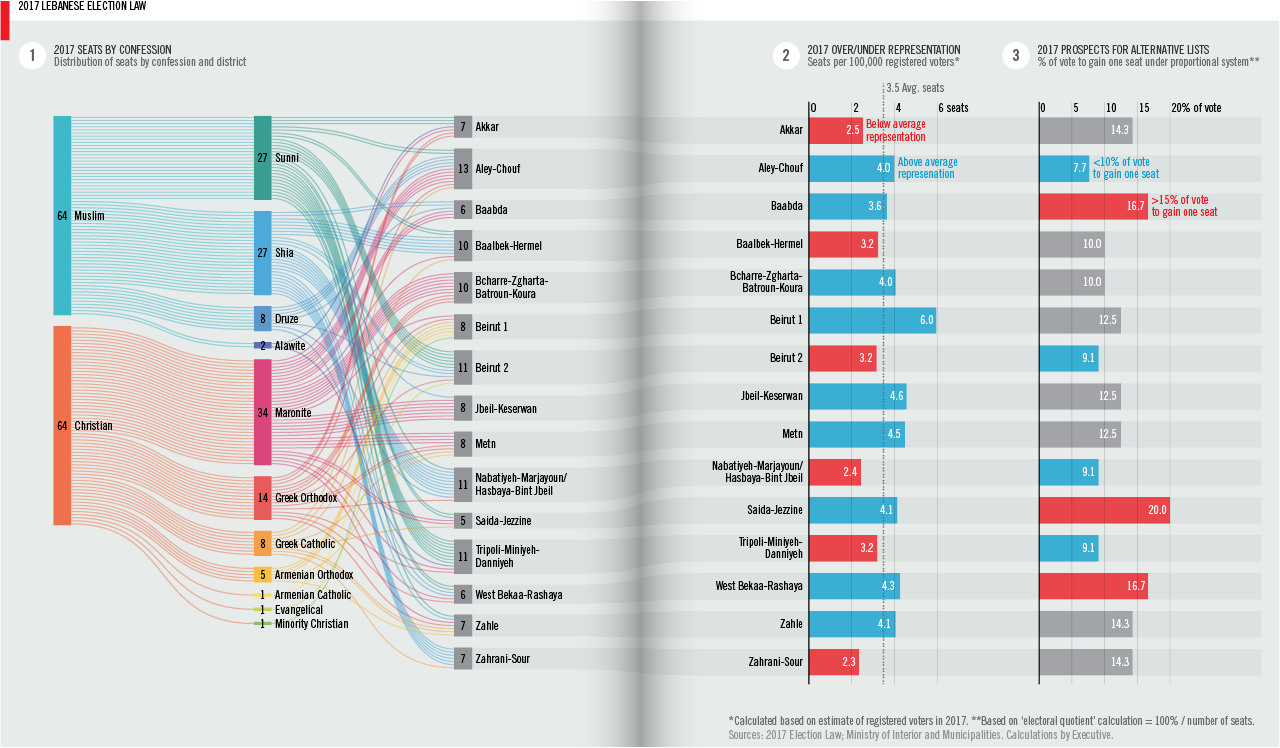 2017 LEBANESE ELECTION LAW
1
2017 SEATS BY CONFESSION
Distribution of seats by confession and district
64 Muslim
64 Christian
27 Sunni
27 Shia
8 Druze
2 Alawite
34 Maronite
14 Greek Orthodox
8 Greek Catholic
5 Armenian Orthodox
1 Armenian Catholic
1 Evangelical
1 Minority Christian
7 Akkar
13 Aley-Chouf
6 Baabda
10 Baalbek-Hermel
10 Bcharre-Zgharta-
Batroun-Koura
8 Beirut 1
11 Beirut 2
8 Jbeil-Keserwan
8 Metn
11 Nabatiyeh-Marjayoun/
Hasbaya-Bint Jbeil
5 Saida-Jezzine
11 Tripoli-Miniyeh-
Danniyeh
6 West Bekaa-Rashaya
7 Zahle
7 Zahrani-Sour
2
2017 OVER/UNDER REPRESENTATION
Seats per 100,000 registered voters*
3.5 Avg. seats
0 2 4 6 seats
Akkar 2.5 Below average
representation
Aley-Chouf 4.0 Above average
represenation
Baabda 3.6
Baalbek-Hermel 3.2
Bcharre-Zgharta-
Batroun-Koura 4.0
Beirut 1 6.0
Beirut 2 3.2
Jbeil-Keserwan 4.6
Metn 4.5
Nabatiyeh-Marjayoun/
Hasbaya-Bint Jbeil 2.4
Saida-Jezzine 4.1
Tripoli-Miniyeh-
Danniyeh 3.2
West Bekaa-Rashaya 4.3
Zahle 4.1
Zahrani-Sour 2.3
3
2017 PROSPECTS FOR ALTERNATIVE LISTS
% of vote to gain one seat under proportional system**
0 5 10 15 20% of vote
14.3
7.7 <10% of vote
to gain one seat
16.7 >15% of vote
to gain one seat
10.0
10.0
12.5
9.1
12.5
12.5
9.1
20.0
9.1
16.7
14.3
14.3
*Calculated based on estimate of registered voters in 2017. **Based on 'electoral quotient' calculation = 100% / number of seats.
Sources: 2017 Election Law; Ministry of Interior and Municipalities. Calculations by Executive.